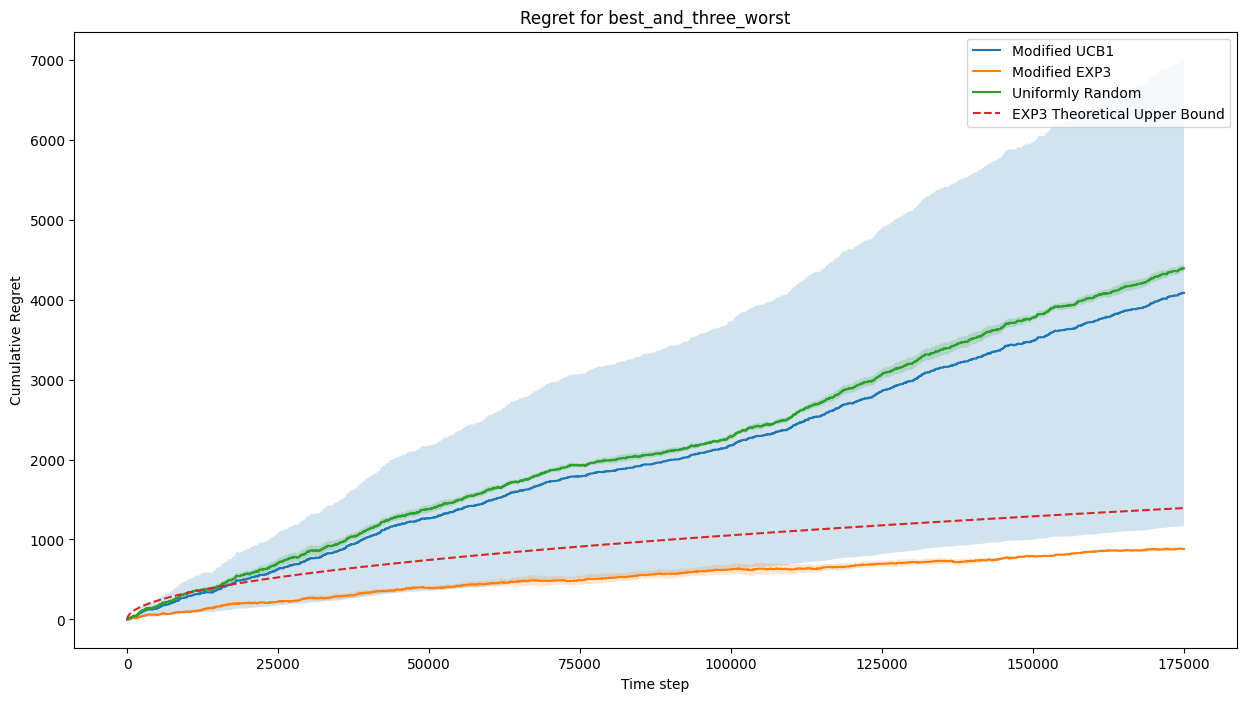 Regret for best_and_three_worst
Modified UCB1
Modified EXP3
Uniformly Random
EXP3 Theoretical Upper Bound
7000
6000
5000
4000
3000
2000
1000
0
Cumulative Regret
0
25000
50000
75000
100000
125000
150000
175000
Time step